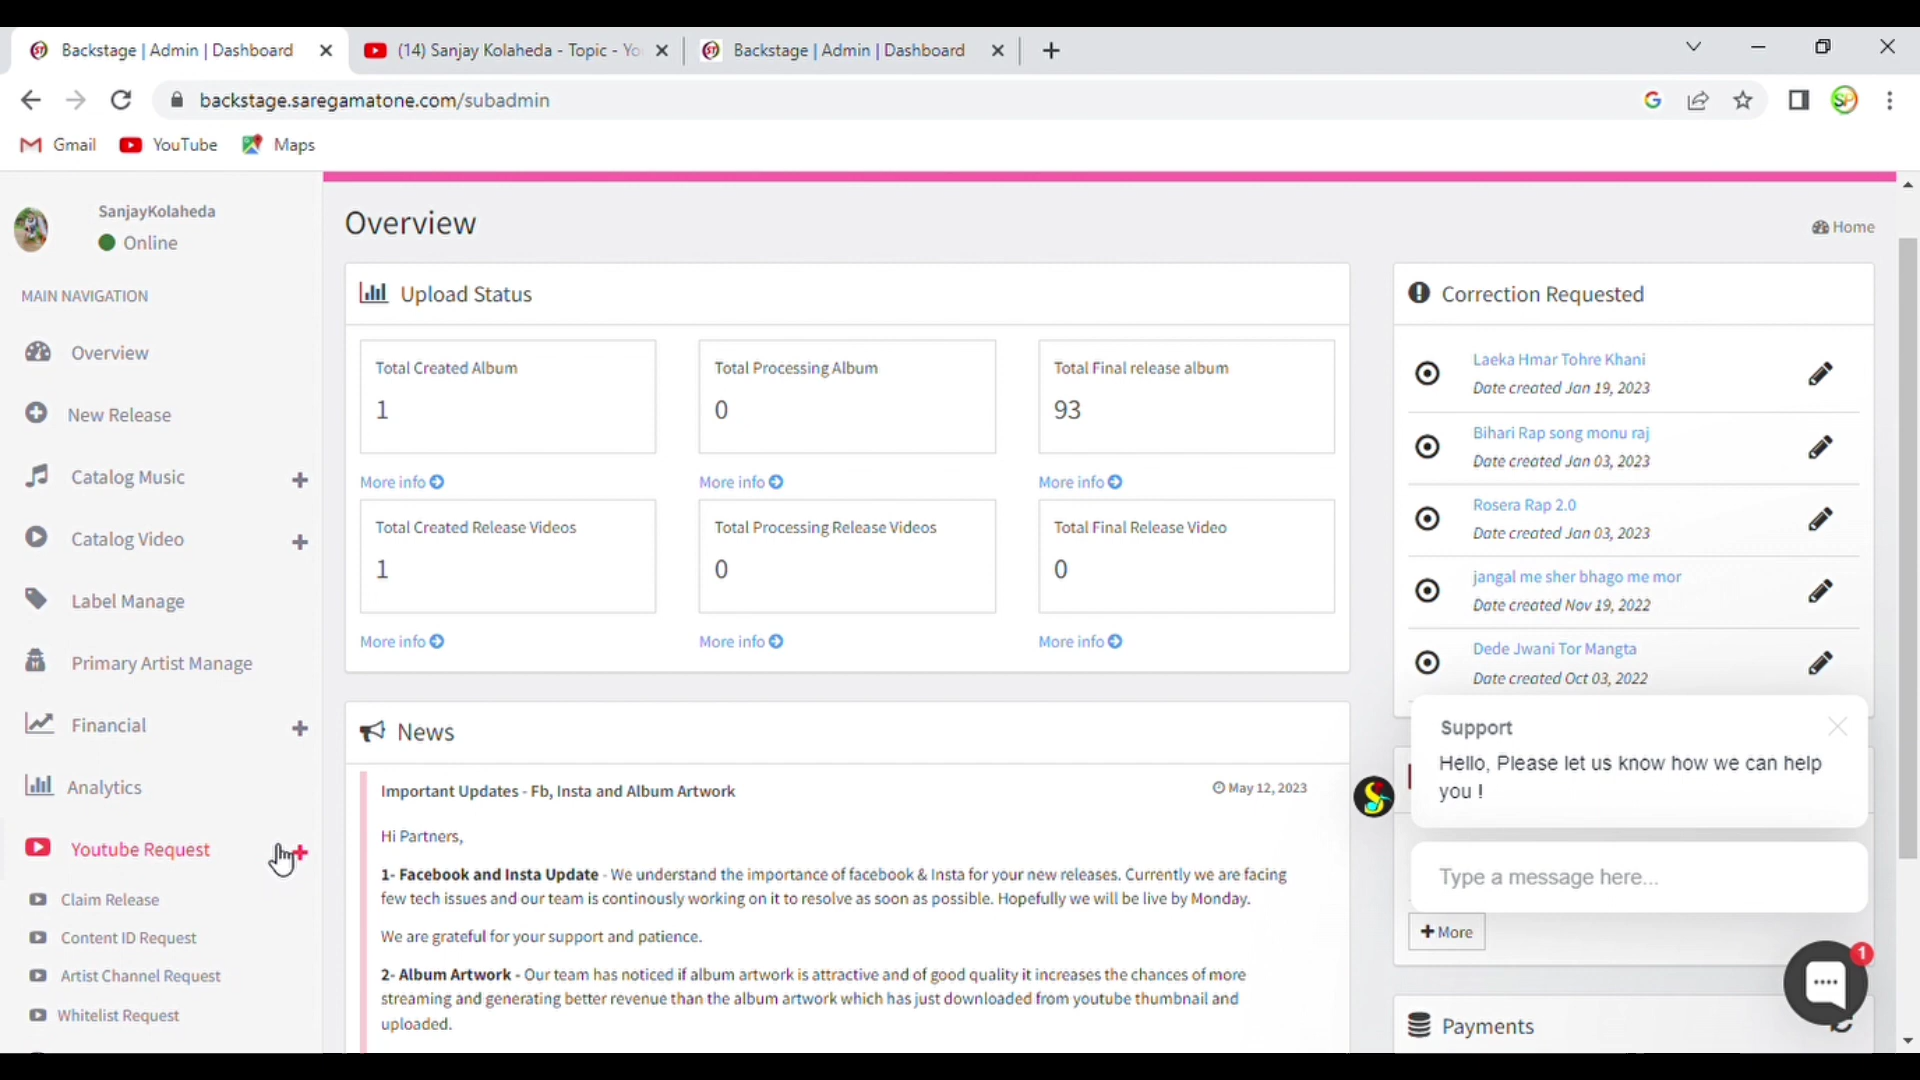 Backstage | Admin | Dashboard
(14) Sanjay Kolaheda - Topic - Yo
Backstage | Admin | Dashboard
backstage.saregamatone.com/subadmin
Gmail
YouTube
Maps
SanjayKolaheda
Online
MAIN NAVIGATION
Overview
New Release
Catalog Music
Catalog Video
Label Manage
Primary Artist Manage
Financial
Analytics
Youtube Request
Claim Release
Content ID Request
Artist Channel Request
Whitelist Request
Overview
Home
Upload Status
Total Created Album
1
More info
Total Processing Album
0
More info
Total Final release album
93
More info
Total Created Release Videos
1
More info
Total Processing Release Videos
0
More info
Total Final Release Video
0
More info
News
Important Updates - Fb, Insta and Album Artwork
May 12, 2023
Hi Partners,
1- Facebook and Insta Update - We understand the importance of facebook & Insta for your new releases. Currently we are facing
few tech issues and our team is continously working on it to resolve as soon as possible. Hopefully we will be live by Monday.
We are grateful for your support and patience.
2- Album Artwork - Our team has noticed if album artwork is attractive and of good quality it increases the chances of more
streaming and generating better revenue than the album artwork which has just downloaded from youtube thumbnail and
uploaded.
Correction Requested
Laeka Hmar Tohre Khani
Date created Jan 19, 2023
Bihari Rap song monu raj
Date created Jan 03, 2023
Rosera Rap 2.0
Date created Jan 03, 2023
jangal me sher bhago me mor
Date created Nov 19, 2022
Dede Jwani Tor Mangta
Date created Oct 03, 2022
Support
Hello, Please let us know how we can help
you !
Type a message here...
More
1
Payments
SP